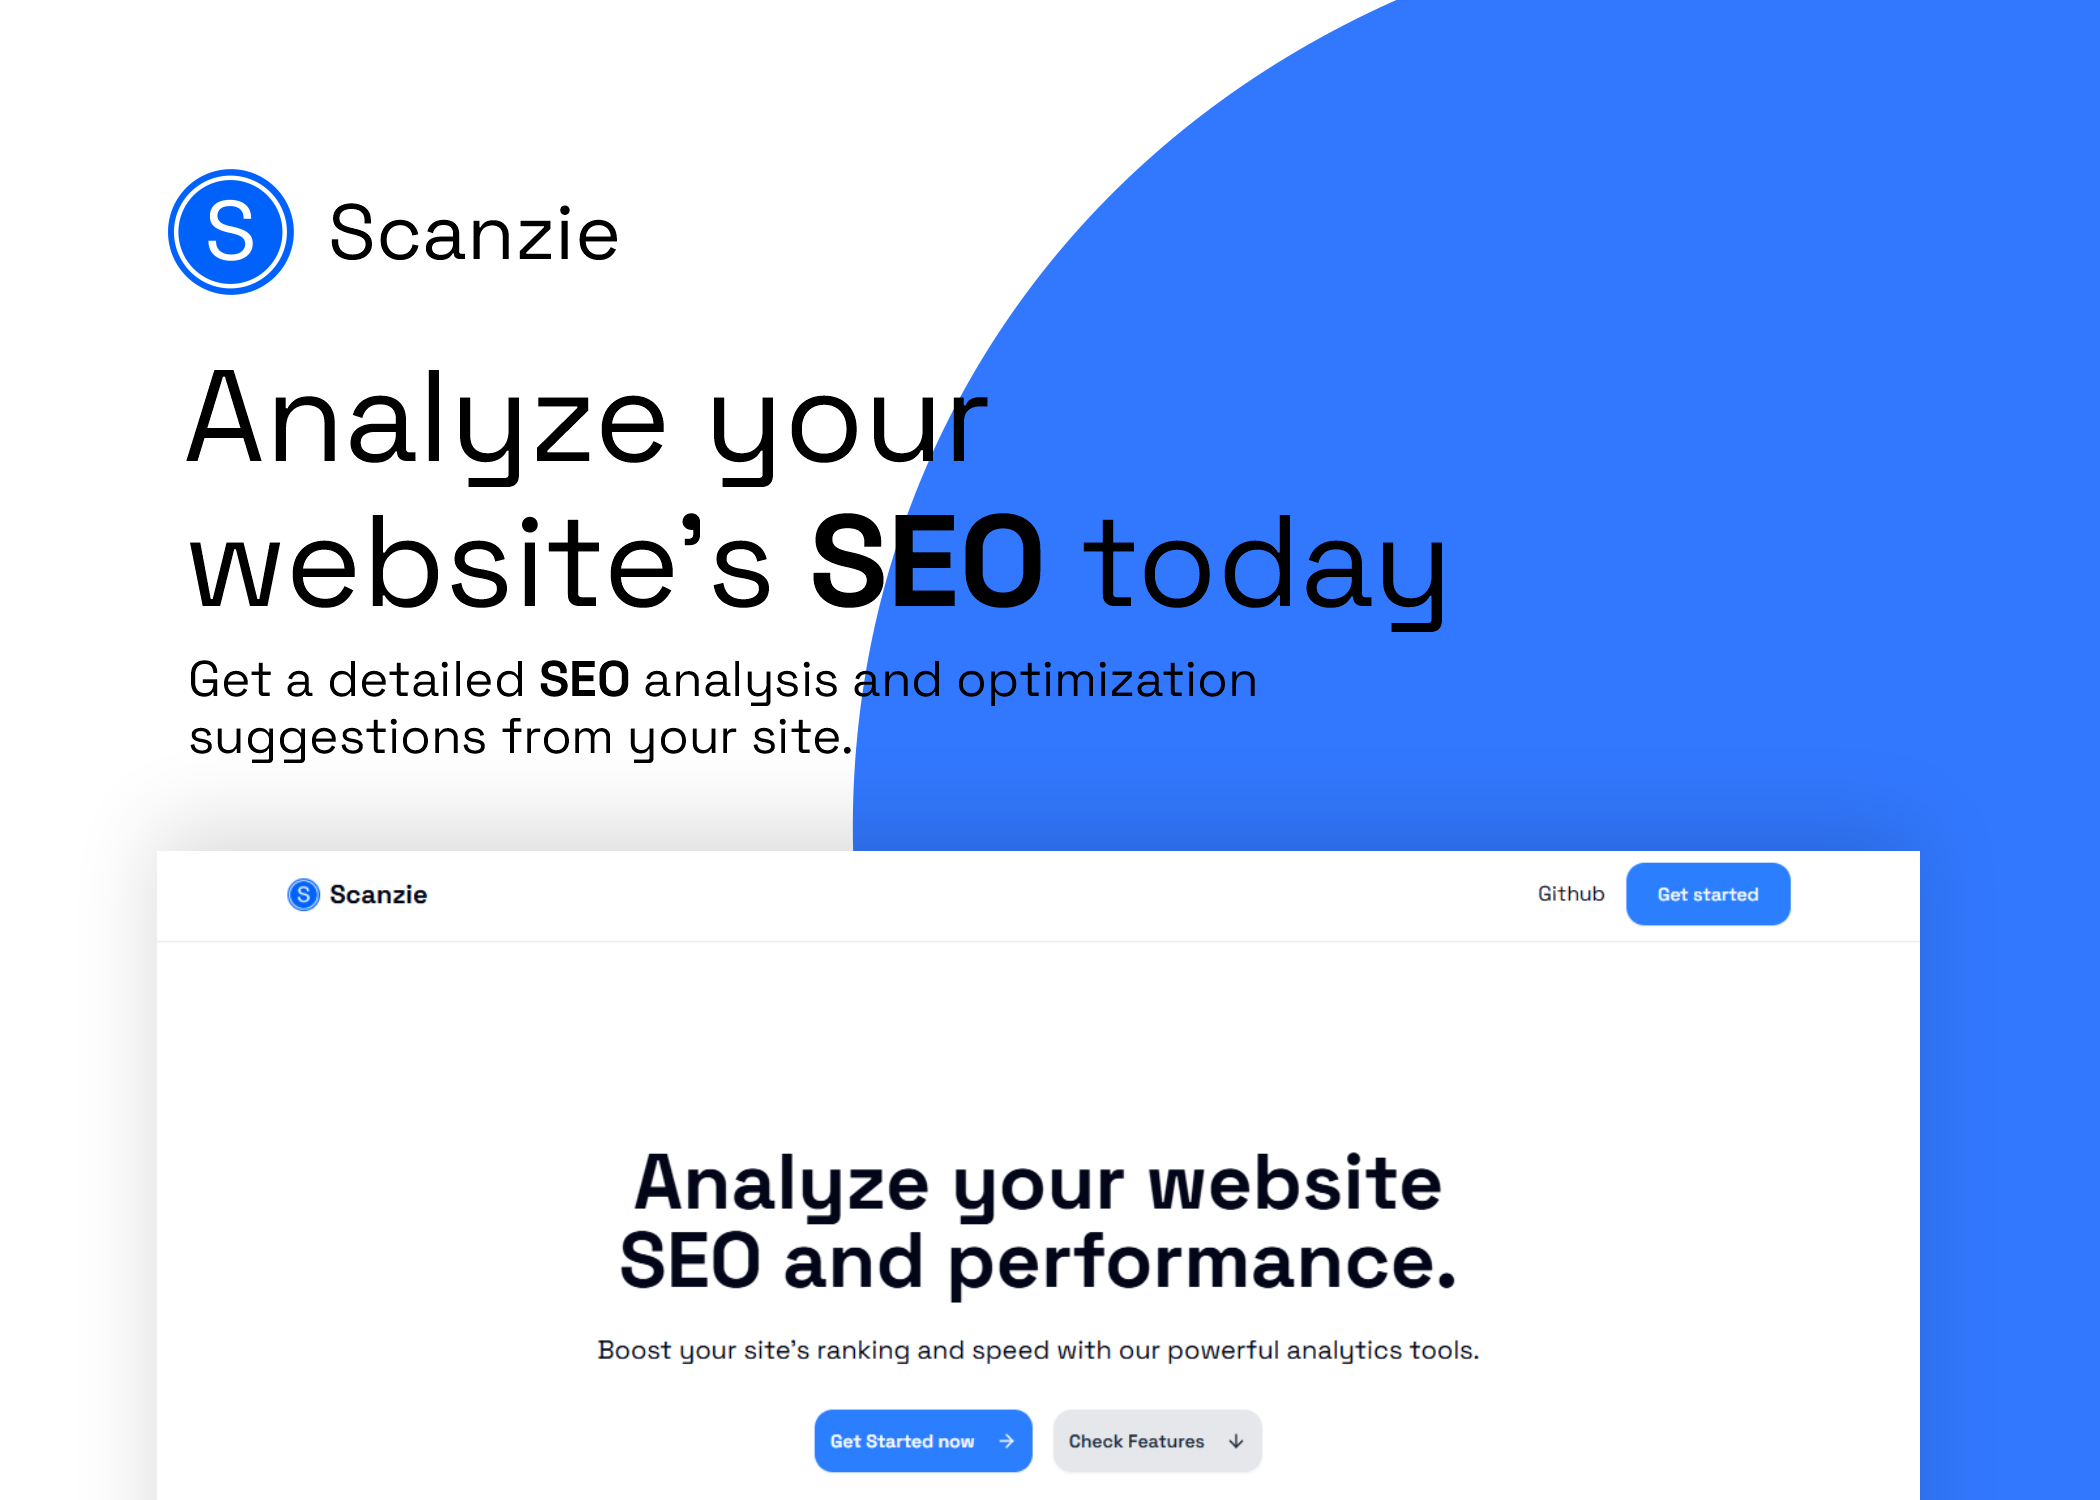 S Scanzie
Analyze your
website’s SEO today
Get a detailed SEO analysis and optimization
suggestions from your site.
S Scanzie
Github
Get started
Analyze your website
SEO and performance.
Boost your site’s ranking and speed with our powerful analytics tools.
Get Started now →
Check Features ↓